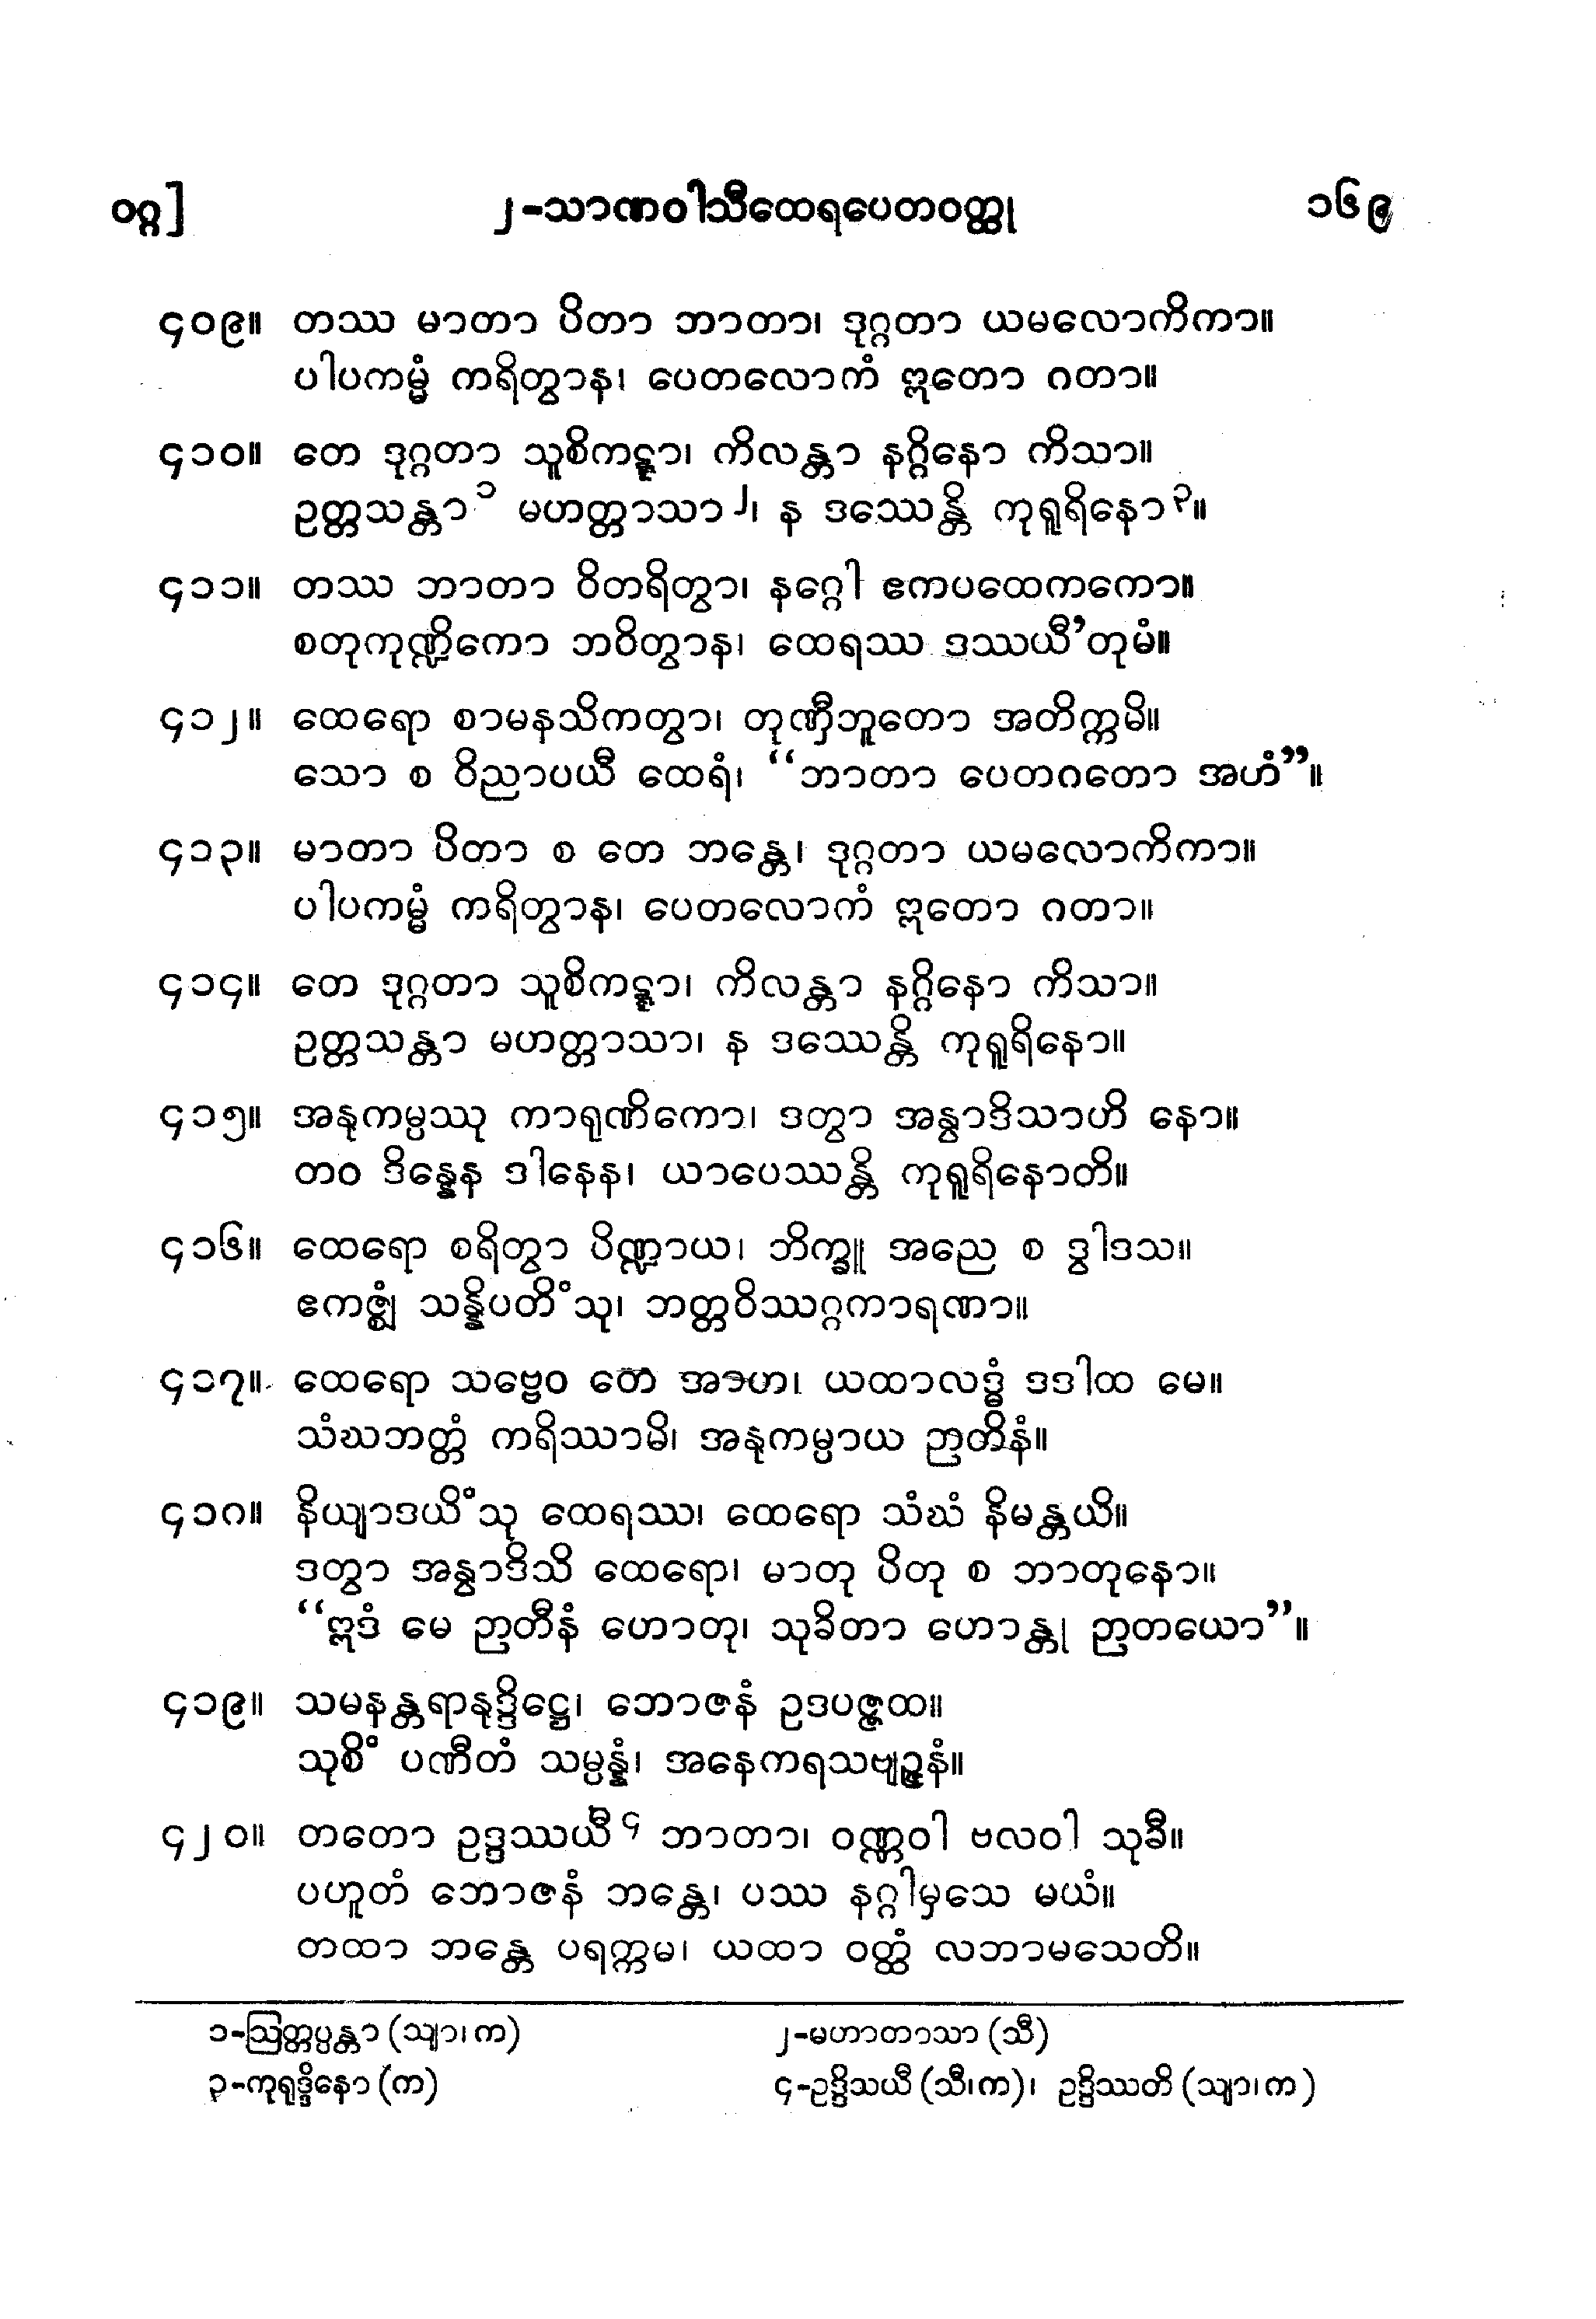 ဝဂ္ဂ] ၂-သာဏဝါသီထေရပေတဝတ္ထု ၁၆၉
၄၀၉။ တဿ မာတာ ပိတာ ဘာတာ၊ ဒုဂ္ဂတာ ယမလောကိကာ။
ပါပကမ္မံ ကရိတွာန၊ ပေတလောကံ ဣတော ဂတာ။
၄၁၀။ တေ ဒုဂ္ဂတာ သူစိကဋ္ဋာ၊ ကိလန္တာ နဂ္ဂိနော ကိသာ။
ဥတ္တသန္တာ၁ မဟတ္တာသာ၂၊ န ဒဿေန္တိ ကုရူရိနော၃။
၄၁၁။ တဿ ဘာတာ ဝိတရိတွာ၊ နဂ္ဂေါ ဧကပထေကကော။
စတုကုဏ္ဍိကော ဘဝိတွာန၊ ထေရဿ ဒဿယီ’တုမံ။
၄၁၂။ ထေရော စာမနသိကတွာ၊ တုဏှီဘူတော အတိက္ကမိ။
သော စ ဝိညာပယီ ထေရံ၊ “ဘာတာ ပေတဂတော အဟံ”။
၄၁၃။ မာတာ ပိတာ စ တေ ဘန္တေ၊ ဒုဂ္ဂတာ ယမလောကိကာ။
ပါပကမ္မံ ကရိတွာန၊ ပေတလောကံ ဣတော ဂတာ။
၄၁၄။ တေ ဒုဂ္ဂတာ သူစိကဋ္ဋာ၊ ကိလန္တာ နဂ္ဂိနော ကိသာ။
ဥတ္တသန္တာ မဟတ္တာသာ၊ န ဒဿေန္တိ ကုရူရိနော။
၄၁၅။ အနုကမ္ပဿု ကာရုဏိကော၊ ဒတွာ အနွာဒိသာဟိ နော။
တဝ ဒိန္နေန ဒါနေန၊ ယာပေဿန္တိ ကုရူရိနောတိ။
၄၁၆။ ထေရော စရိတွာ ပိဏ္ဍာယ၊ ဘိက္ခူ အညေ စ ဒွါဒသ။
ဧကဇ္ဈံ သန္နိပတိံသု၊ ဘတ္တဝိဿဂ္ဂကာရဏာ။
၄၁၇။ ထေရော သဗ္ဗေဝ တေ အာဟ၊ ယထာလဒ္ဓံ ဒဒါထ မေ။
သံဃဘတ္တံ ကရိဿာမိ၊ အနုကမ္ပာယ ဉာတိနံ။
၄၁၈။ နိယျာဒယိံသု ထေရဿ၊ ထေရော သံဃံ နိမန္တယိ။
ဒတွာ အနွာဒိသိ ထေရော၊ မာတု ပိတု စ ဘာတုနော။
“ဣဒံ မေ ဉာတီနံ ဟောတု၊ သုခိတာ ဟောန္တု ဉာတယော”။
၄၁၉။ သမနန္တရာနုဒ္ဒိဋ္ဌေ၊ ဘောဇနံ ဥဒပဇ္ဇထ။
သုစိံ ပဏီတံ သမ္ပန္နံ၊ အနေကရသဗျဉ္ဇနံ။
၄၂၀။ တတော ဥဒ္ဒဿယီ၄ ဘာတာ၊ ဝဏ္ဏဝါ ဗလဝါ သုခီ။
ပဟူတံ ဘောဇနံ ဘန္တေ၊ ပဿ နဂ္ဂါမှသေ မယံ။
တထာ ဘန္တေ ပရက္ကမ၊ ယထာ ဝတ္ထံ လဘာမသေတိ။
၁-ဩတ္တပ္ပန္တာ (သျာ၊ က) ၂-မဟာတာသာ (သီ)
၃-ကုရုဒ္ဒိနော (က) ၄-ဥဒ္ဒိသယီ (သီ၊က)၊ ဥဒ္ဒိဿတိ (သျာ၊က)